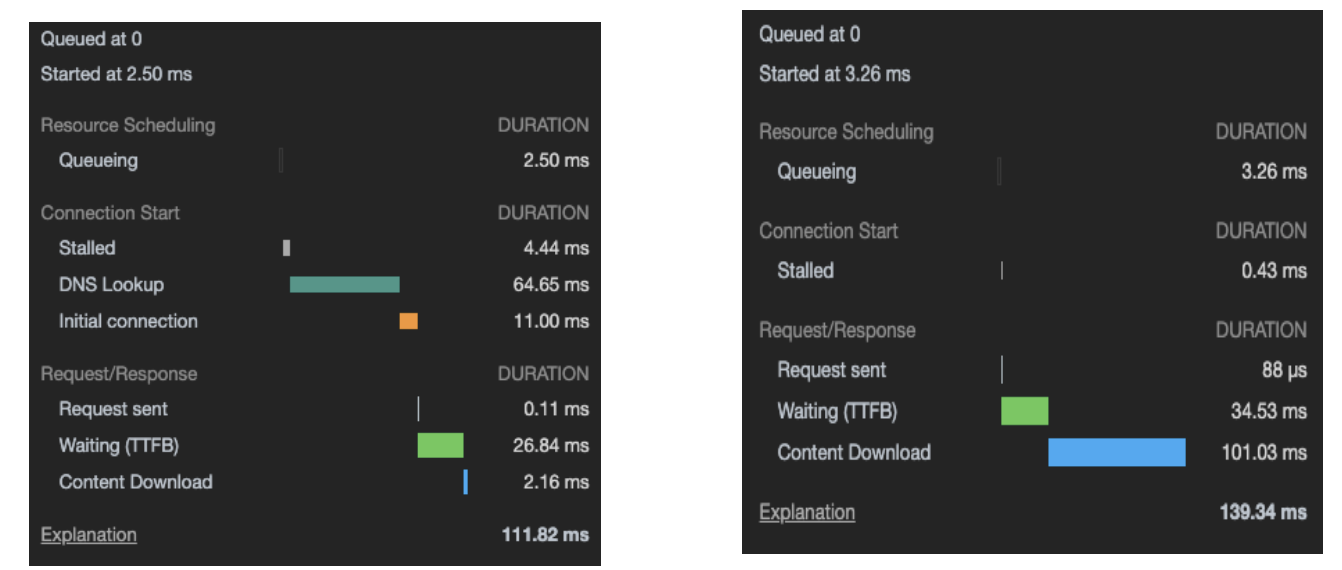 Queued at 0
Started at 2.50 ms
Resource Scheduling DURATION
Queueing 2.50 ms
Connection Start DURATION
Stalled 4.44 ms
DNS Lookup 64.65 ms
Initial connection 11.00 ms
Request/Response DURATION
Request sent 0.11 ms
Waiting (TTFB) 26.84 ms
Content Download 2.16 ms
Explanation 111.82 ms
Queued at 0
Started at 3.26 ms
Resource Scheduling DURATION
Queueing 3.26 ms
Connection Start DURATION
Stalled 0.43 ms
Request/Response DURATION
Request sent 88 μs
Waiting (TTFB) 34.53 ms
Content Download 101.03 ms
Explanation 139.34 ms